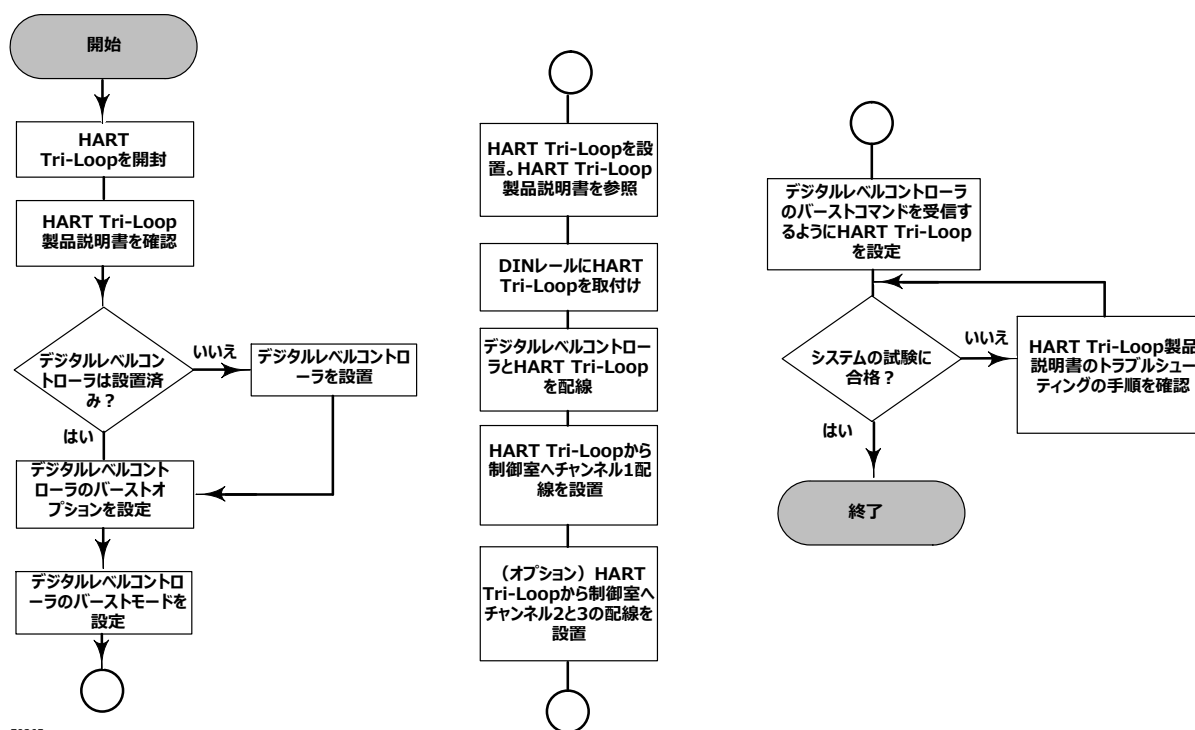 開始
HART
Tri-Loopを開封
HART Tri-Loop
製品説明書を確認
デジタルレベルコン
トローラは設置済
み？
いいえ
デジタルレベルコントロ
ーラを設置
はい
デジタルレベルコント
ローラのバーストオ
プションを設定
デジタルレベルコントロ
ーラのバーストモードを
設定
HART Tri-Loopを設
置。HART Tri-Loop
製品説明書を参照
DINレールにHART
Tri-Loopを取付け
デジタルレベルコントロー
ラとHART Tri-Loop
を配線
HART Tri-Loopから
制御室へチャンネル1配
線を設置
（オプション）HART
Tri-Loopから制御室へ
チャンネル2と3の配線を
設置
デジタルレベルコントローラ
のバーストコマンドを受信す
るようにHART Tri-Loop
を設定
システムの試験に
合格？
いいえ
HART Tri-Loop製品
説明書のトラブルシュー
ティングの手順を確認
はい
終了